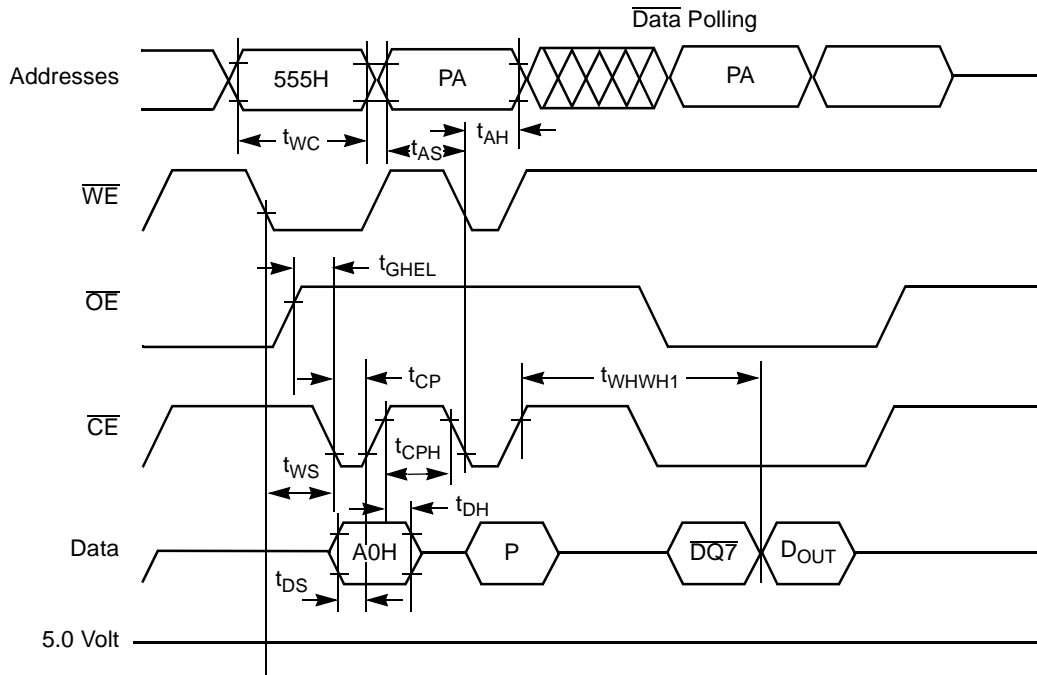 Data Polling
Addresses 555H PA PA
tWC tAS tAH
WE
tGHEL
OE
tCP tWHWH1
CE
tCPH
tWS
tDH
Data A0H P DQ7 DOUT
tDS
5.0 Volt